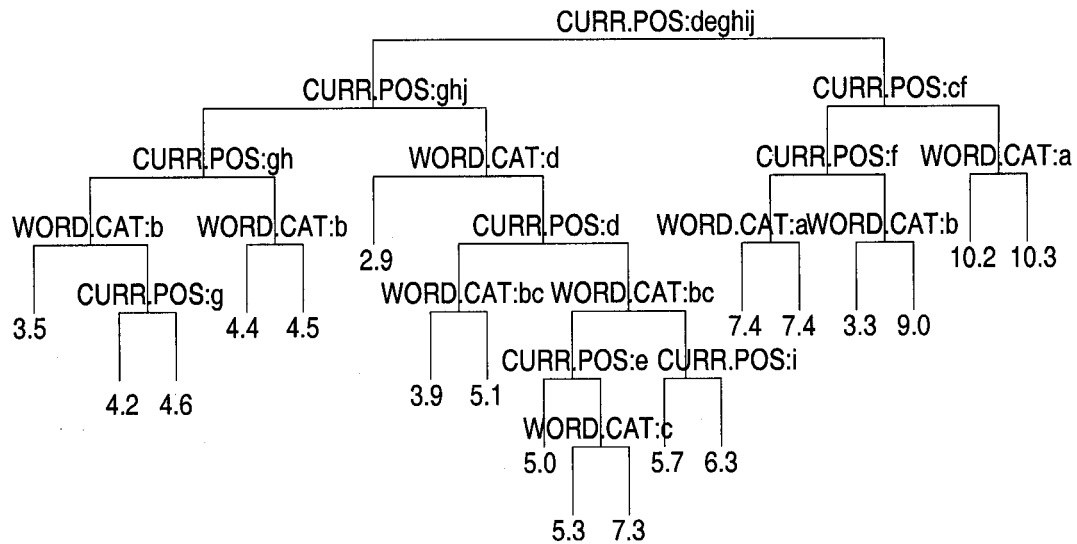 CURR.POS:deghij
CURR.POS:ghj CURR.POS:cf
CURR.POS:gh WORD.CAT:d CURR.POS:f WORD.CAT:a
WORD.CAT:b WORD.CAT:b CURR.POS:d WORD.CAT:a WORD.CAT:b
2.9 10.2 10.3
CURR.POS:g WORD.CAT:bc WORD.CAT:bc
3.5 4.4 4.5 7.4 7.4 3.3 9.0
CURR.POS:e CURR.POS:i
4.2 4.6 3.9 5.1
WORD.CAT:c
5.0 5.7 6.3
5.3 7.3